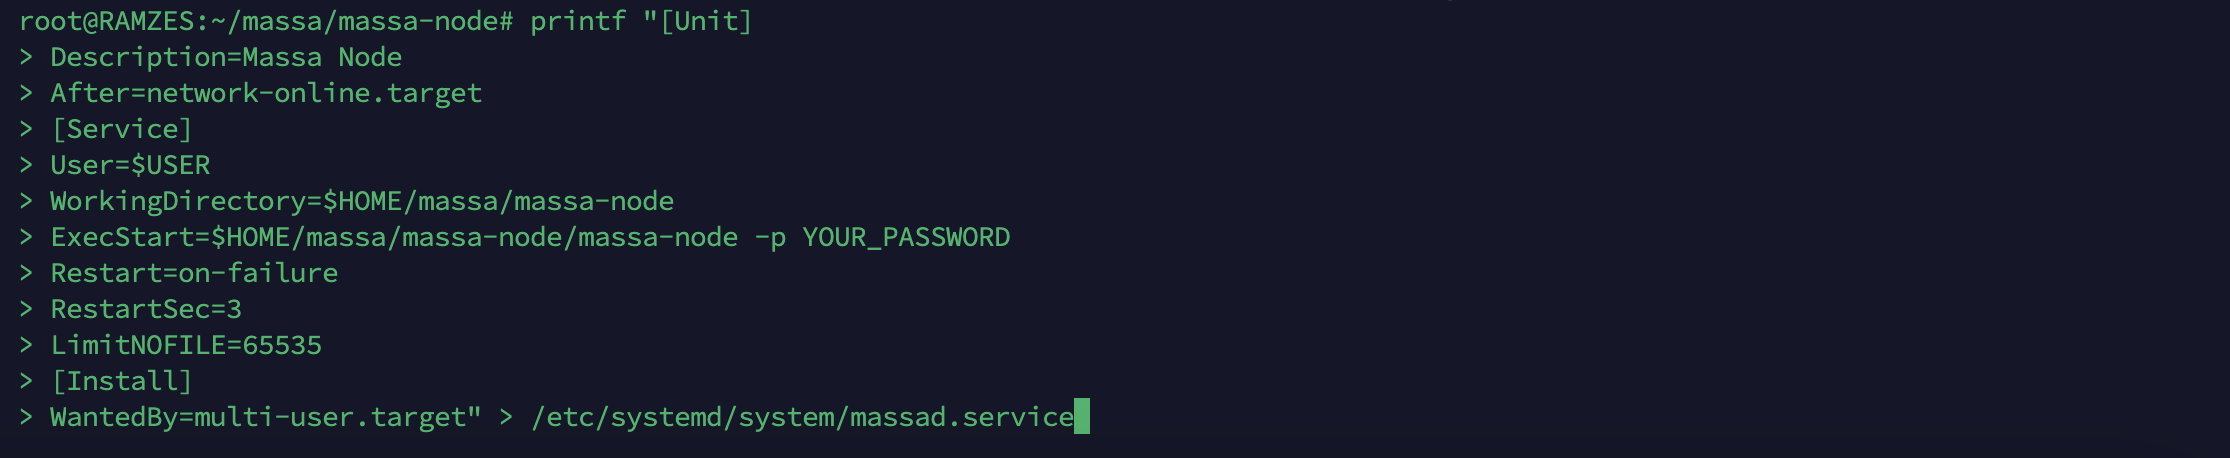 root@RAMZES:~/massa/massa-node# printf "[Unit]
> Description=Massa Node
> After=network-online.target
> [Service]
> User=$USER
> WorkingDirectory=$HOME/massa/massa-node
> ExecStart=$HOME/massa/massa-node/massa-node -p YOUR_PASSWORD
> Restart=on-failure
> RestartSec=3
> LimitNOFILE=65535
> [Install]
> WantedBy=multi-user.target" > /etc/systemd/system/massad.service